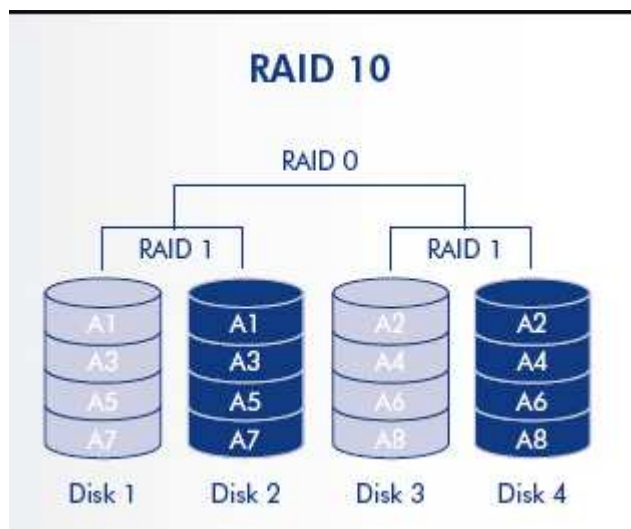 RAID 10
RAID 0
RAID 1 RAID 1
A1 A1 A2 A2
A3 A3 A4 A4
A5 A5 A6 A6
A7 A7 A8 A8
Disk 1 Disk 2 Disk 3 Disk 4